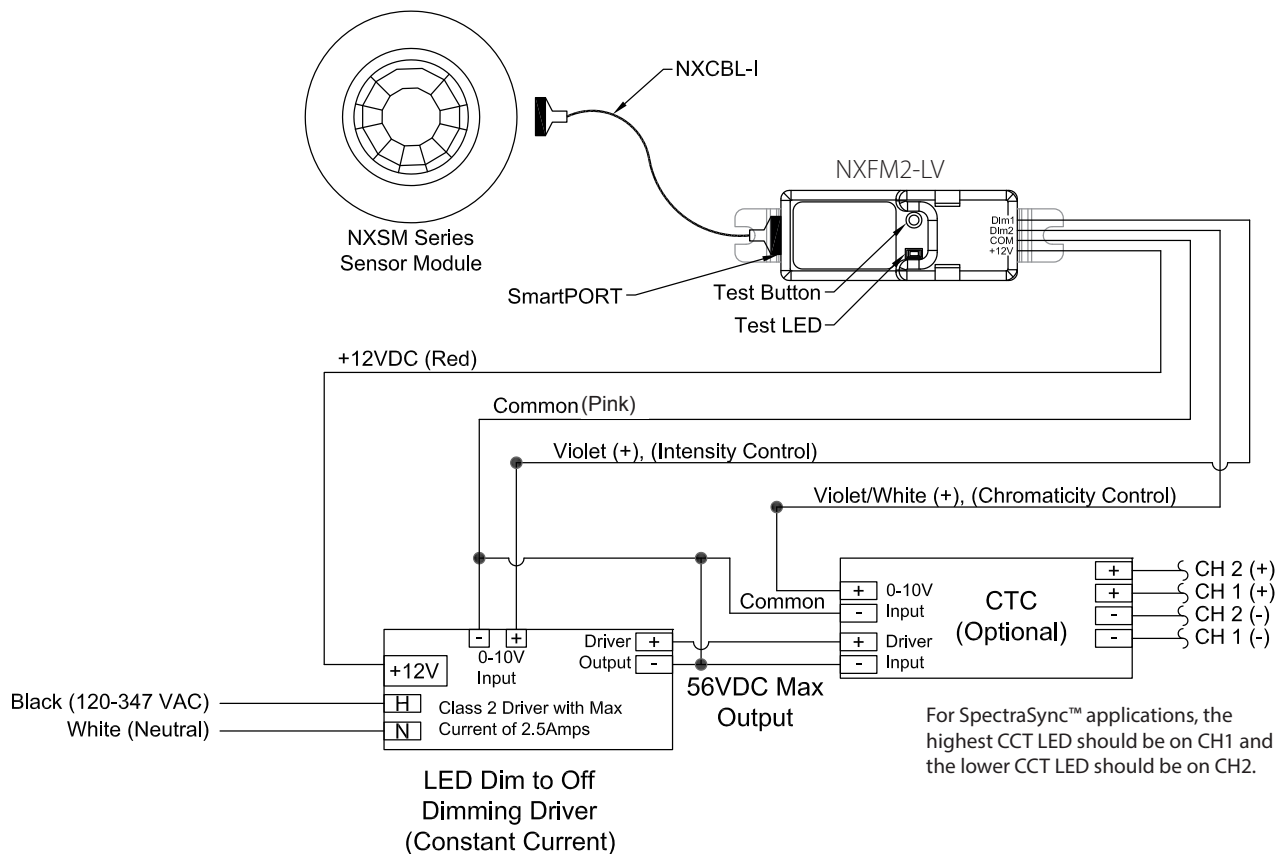 NXCBL-I
NXFM2-LV
NXSM Series
Sensor Module
DIm1
DIm2
COM
+12V
SmartPORT
Test Button
Test LED
+12VDC (Red)
Common (Pink)
Violet (+), (Intensity Control)
Violet/White (+), (Chromaticity Control)
- +
0-10V
Input
+12V
H
N
Class 2 Driver with Max
Current of 2.5Amps
Driver +
Output -
Black (120-347 VAC)
White (Neutral)
LED Dim to Off
Dimming Driver
(Constant Current)
Common
56VDC Max
Output
+ 0-10V
- Input
+ Driver
- Input
CTC
(Optional)
+ CH 2 (+)
+ CH 1 (+)
- CH 2 (-)
- CH 1 (-)
For SpectraSync™ applications, the
highest CCT LED should be on CH1 and
the lower CCT LED should be on CH2.